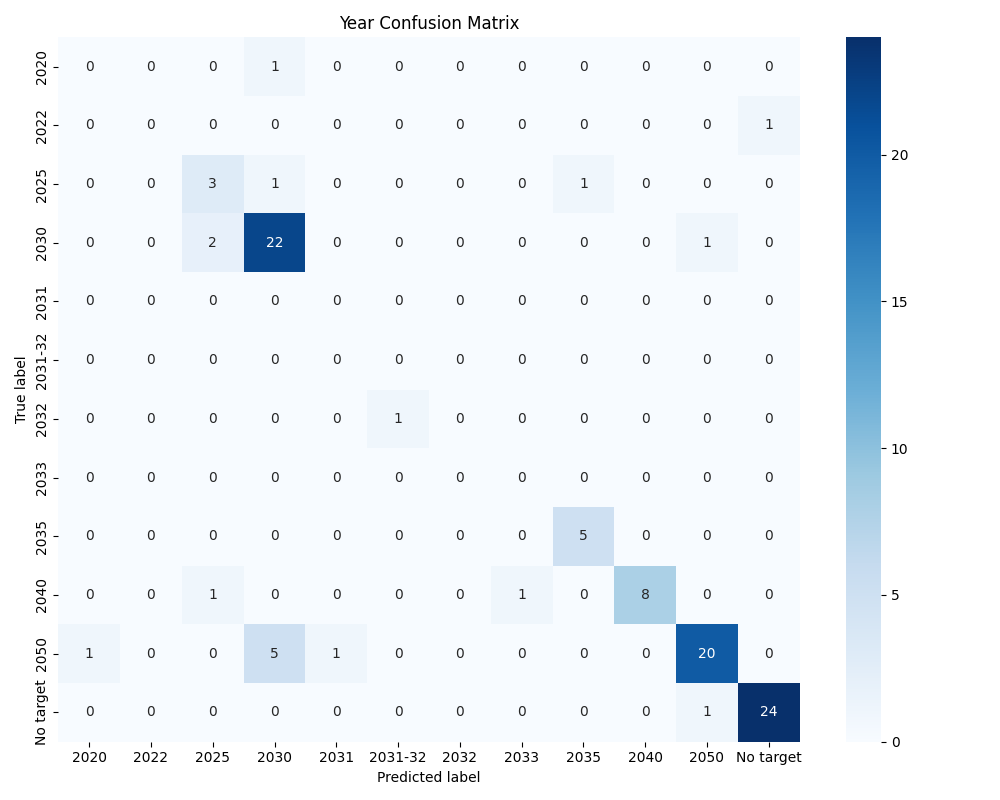 Year Confusion Matrix
2020 0 0 0 1 0 0 0 0 0 0 0 0
2022 0 0 0 0 0 0 0 0 0 0 0 1
2025 0 0 3 1 0 0 0 0 1 0 0 0
2030 0 0 2 22 0 0 0 0 0 0 1 0
2031 0 0 0 0 0 0 0 0 0 0 0 0
2031-32 0 0 0 0 0 0 0 0 0 0 0 0
2032 0 0 0 0 0 1 0 0 0 0 0 0
2033 0 0 0 0 0 0 0 0 0 0 0 0
2035 0 0 0 0 0 0 0 0 5 0 0 0
2040 0 0 1 0 0 0 0 1 0 8 0 0
2050 1 0 0 5 1 0 0 0 0 0 20 0
No target 0 0 0 0 0 0 0 0 0 0 1 24
2020 2022 2025 2030 2031 2031-32 2032 2033 2035 2040 2050 No target
Predicted label
True label
20
15
10
5
0